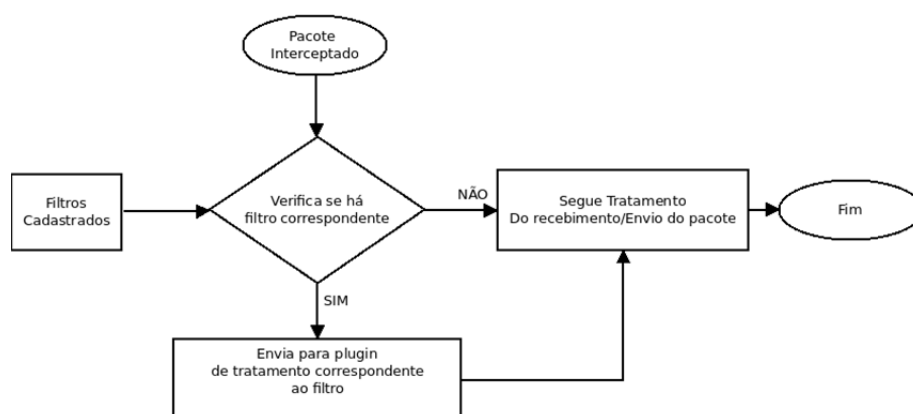 Pacote
Interceptado
Filtros
Cadastrados
Verifica se há
filtro correspondente
NÃO
Segue Tratamento
Do recebimento/Envio do pacote
Fim
SIM
Envia para plugin
de tratamento correspondente
ao filtro